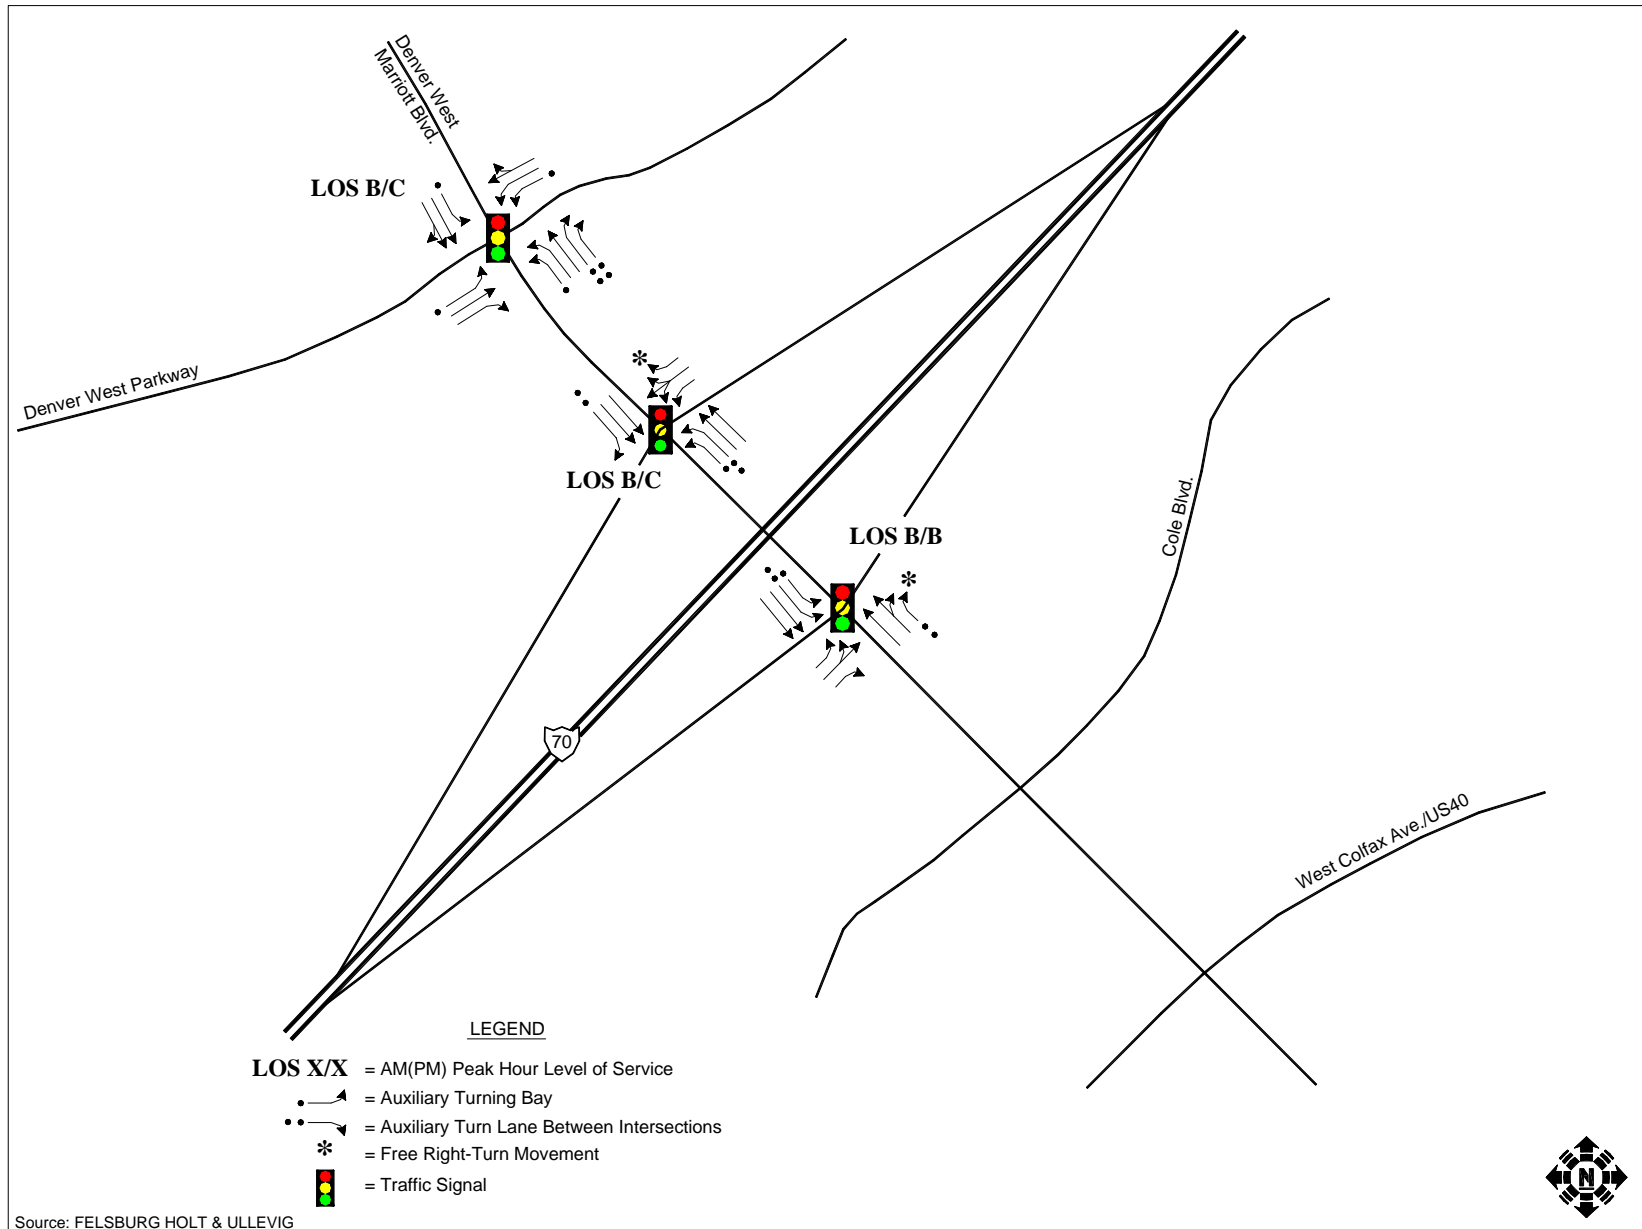 Denver West
Marriott Blvd.
LOS B/C
Denver West Parkway
LOS B/C
LOS B/B
Cole Blvd.
70
West Colfax Ave./US40
LEGEND
LOS X/X = AM(PM) Peak Hour Level of Service
= Auxiliary Turning Bay
= Auxiliary Turn Lane Between Intersections
* = Free Right-Turn Movement
= Traffic Signal
N
Source: FELSBURG HOLT & ULLEVIG